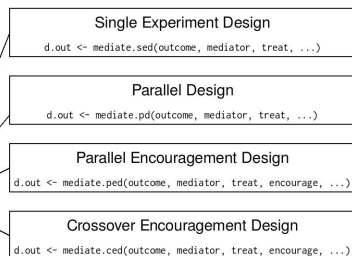 Single Experiment Design
d.out <- mediate.sed(outcome, mediator, treat, ...)
Parallel Design
d.out <- mediate.pd(outcome, mediator, treat, ...)
Parallel Encouragement Design
d.out <- mediate.ped(outcome, mediator, treat, encourage, ...)
Crossover Encouragement Design
d.out <- mediate.ced(outcome, mediator, treat, encourage, ...)